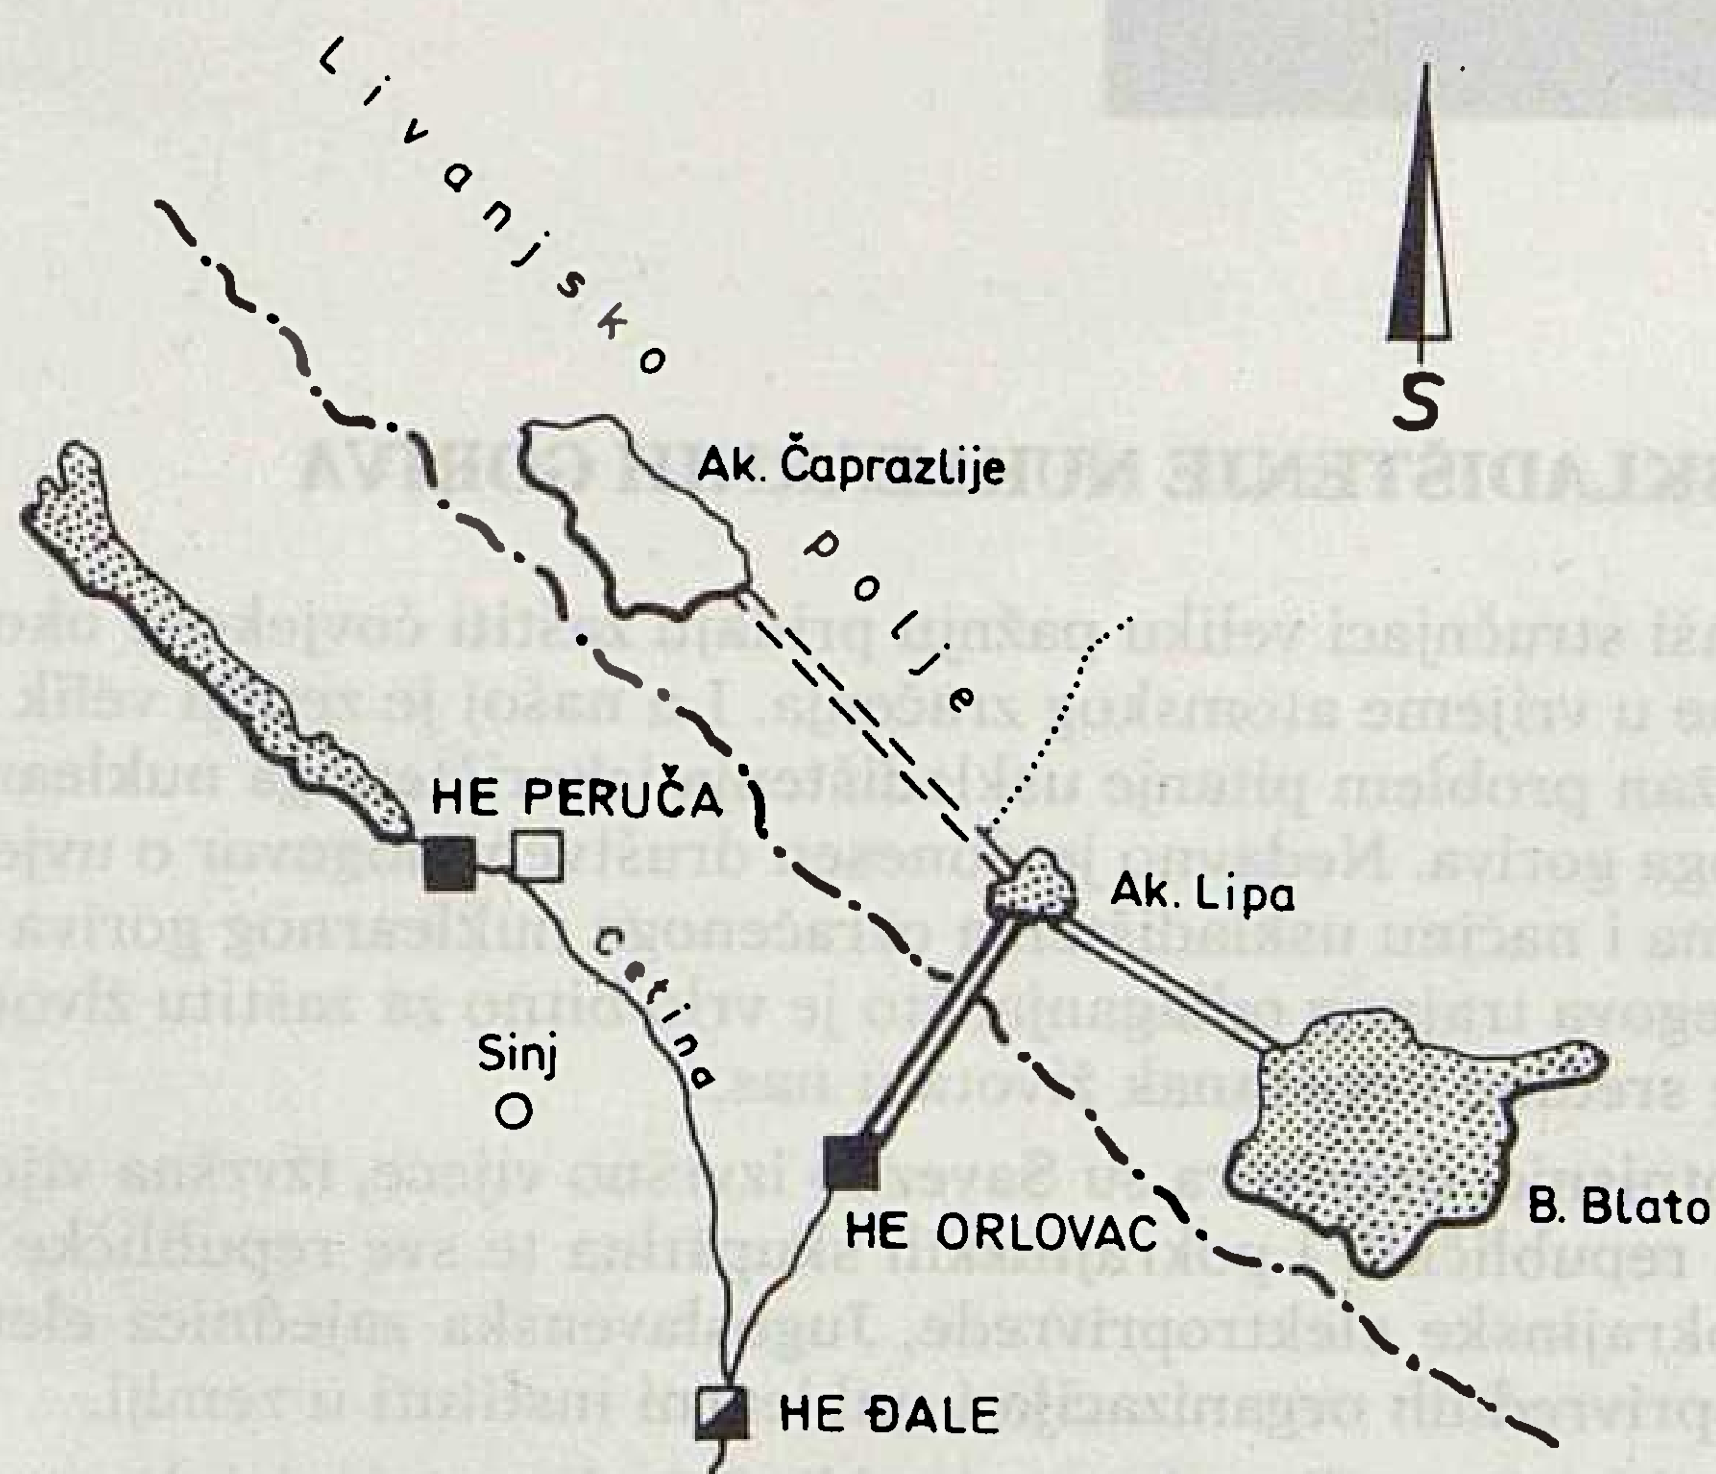 Livanjsko
S
Ak. Čaprazlije
polje
HE PERUČA
Ak. Lipa
Cetina
Sinj
B. Blato
HE ORLOVAC
HE ĐALE